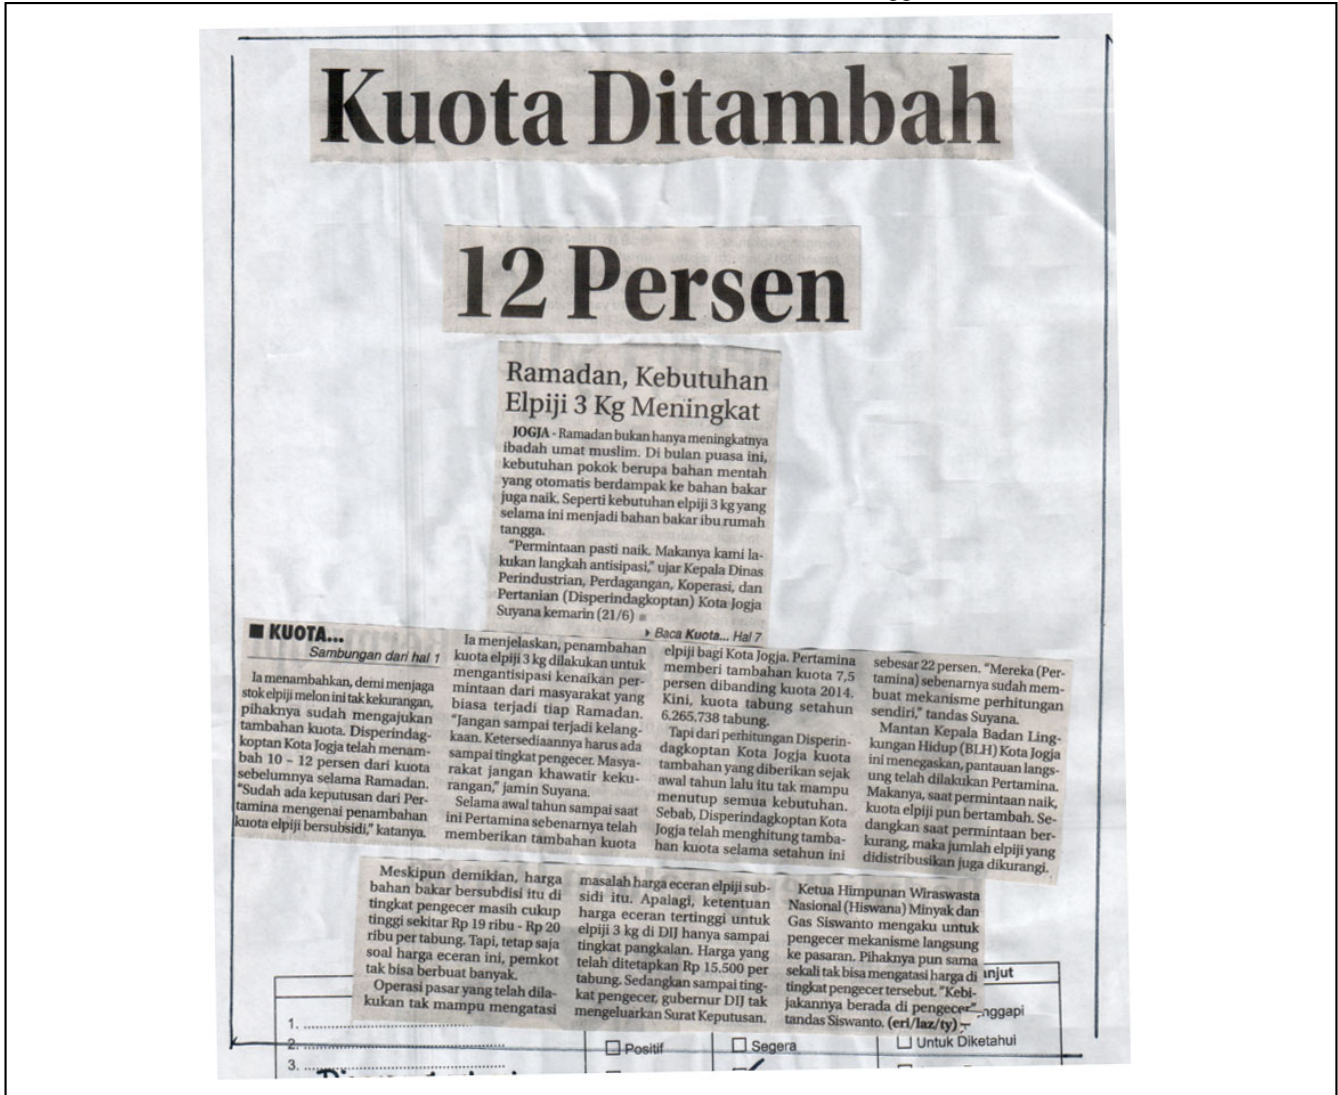 Kuota Ditambah
12 Persen
Ramadan, Kebutuhan
Elpiji 3 Kg Meningkat
JOGJA - Ramadan bukan hanya meningkatnya
ibadah umat muslim. Di bulan puasa ini,
kebutuhan pokok berupa bahan mentah
yang otomatis berdampak ke bahan bakar
juga naik. Seperti kebutuhan elpiji 3 kg yang
selama ini menjadi bahan bakar ibu rumah
tangga.
"Permintaan pasti naik. Makanya kami la-
kukan langkah antisipasi," ujar Kepala Dinas
Perindustrian, Perdagangan, Koperasi, dan
Pertanian (Disperindagkoptan) Kota Jogja
Suyana kemarin (21/6)
Baca Kuota... Hal 7
KUOTA...
Sambungan dari hal 1
Ia menambahkan, demi menjaga
stok elpiji melon ini tak kekurangan,
pihaknya sudah mengajukan
tambahan kuota. Disperindag-
koptan Kota Jogja telah menam-
bah 10 – 12 persen dari kuota
sebelumnya selama Ramadan.
"Sudah ada keputusan dari Per-
tamina mengenai penambahan
kuota elpiji bersubsidi," katanya.
Ia menjelaskan, penambahan
kuota elpiji 3 kg dilakukan untuk
mengantisipasi kenaikan per-
mintaan dari masyarakat yang
biasa terjadi tiap Ramadan.
"Jangan sampai terjadi kelang-
kaan. Ketersediaannya harus ada
sampai tingkat pengecer. Masya-
rakat jangan khawatir keku-
rangan," jamin Suyana.
Selama awal tahun sampai saat
ini Pertamina sebenarnya telah
memberikan tambahan kuota
elpiji bagi Kota Jogja. Pertamina
memberi tambahan kuota 7,5
persen dibanding kuota 2014.
Kini, kuota tabung setahun
6.265.738 tabung.
Tapi dari perhitungan Disperin-
dagkoptan Kota Jogja kuota
tambahan yang diberikan sejak
awal tahun lalu itu tak mampu
menutup semua kebutuhan.
Sebab, Disperindagkoptan Kota
Jogja telah menghitung tamba-
han kuota selama setahun ini
sebesar 22 persen. "Mereka (Per-
tamina) sebenarnya sudah mem-
buat mekanisme perhitungan
sendiri," tandas Suyana.
Mantan Kepala Badan Ling-
kungan Hidup (BLH) Kota Jogja
ini menegaskan, pantauan langs-
ung telah dilakukan Pertamina.
Makanya, saat permintaan naik,
kuota elpiji pun bertambah. Se-
dangkan saat permintaan ber-
kurang, maka jumlah elpiji yang
didistribusikan juga dikurangi.
Meskipun demikian, harga
bahan bakar bersubdisi itu di
tingkat pengecer masih cukup
tinggi sekitar Rp 19 ribu - Rp 20
ribu per tabung. Tapi, tetap saja
soal harga eceran ini, pemkot
tak bisa berbuat banyak.
Operasi pasar yang telah dila-
kukan tak mampu mengatasi
masalah harga eceran elpiji sub-
sidi itu. Apalagi, ketentuan
harga eceran tertinggi untuk
elpiji 3 kg di DIJ hanya sampai
tingkat pangkalan. Harga yang
telah ditetapkan Rp 15.500 per
tabung. Sedangkan sampai ting-
kat pengecer, gubernur DIJ tak
mengeluarkan Surat Keputusan.
Ketua Himpunan Wiraswasta
Nasional (Hiswana) Minyak dan
Gas Siswanto mengaku untuk
pengecer mekanisme langsung
ke pasaran. Pihaknya pun sama
sekali tak bisa mengatasi harga di
tingkat pengecer tersebut. "Kebi-
jakannya berada di pengecer"
tandas Siswanto. (eri/laz/ty)
njut
nggapi
1.
2.
3.
Positif
Segera
Untuk Diketahui